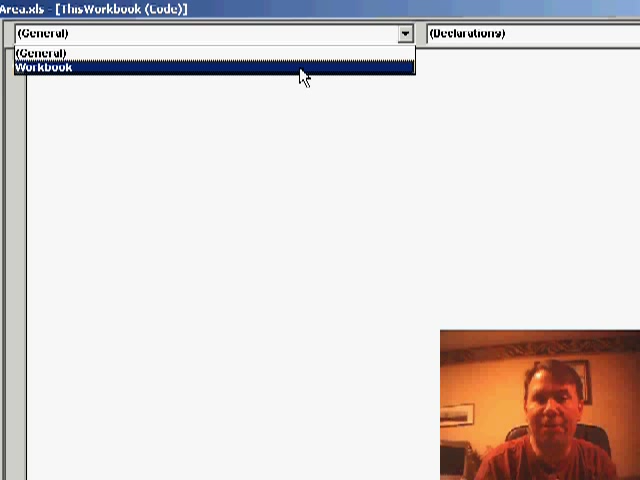 Area.xls - [ThisWorkbook (Code)]
(General)
(Declarations)
(General)
Workbook